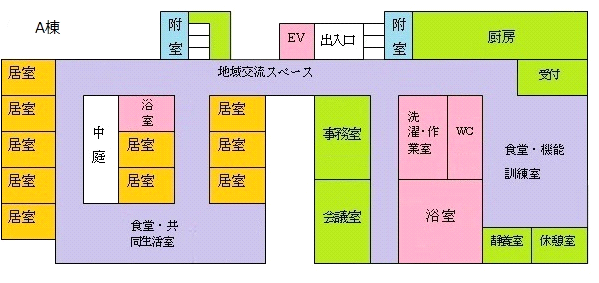 A棟
附
室
EV
出入口
附
室
厨房
居室
地域交流スペース
受付
居室
浴
室
居室
洗
濯・作
業室
WC
中
庭
居室
居室
居室
事務室
食堂・機能
訓練室
居室
居室
居室
居室
食堂・共
同生活室
会議室
浴室
静養室
休憩室